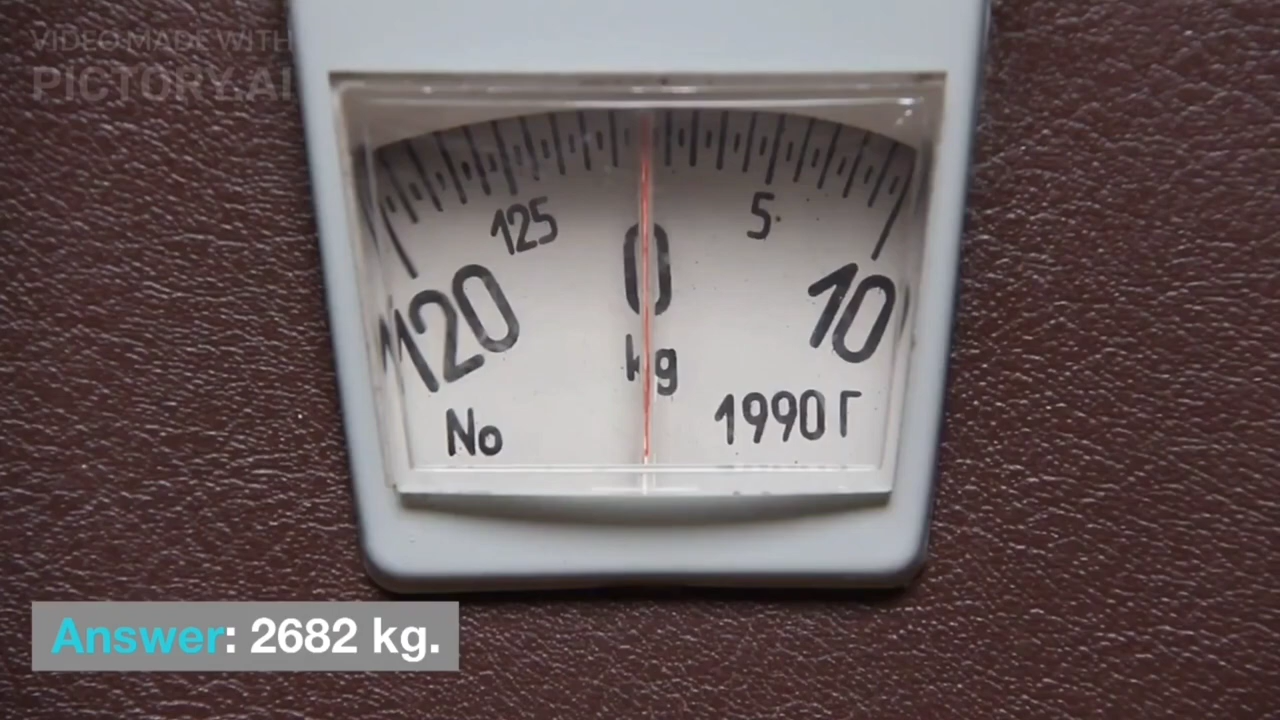 VIDEO MADE WITH
PICTORY.AI
125 5
120 0 10
kg
No 1990 Г
Answer: 2682 kg.